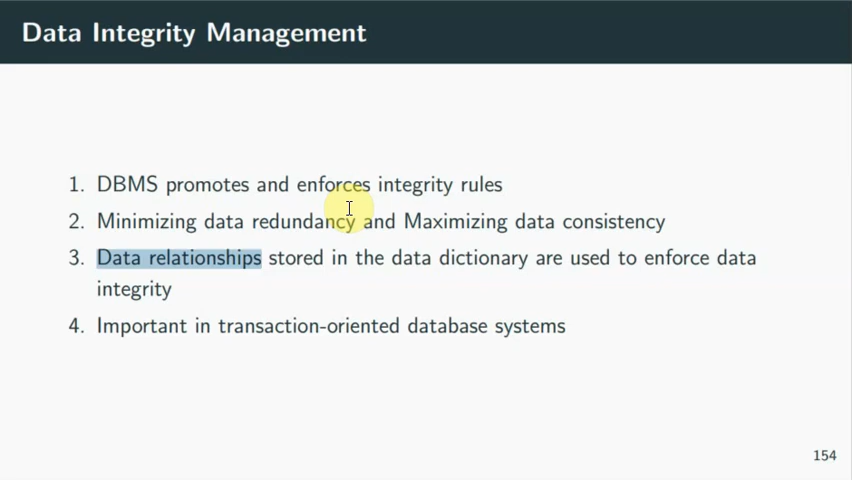 Data Integrity Management
1. DBMS promotes and enforces integrity rules
2. Minimizing data redundancy and Maximizing data consistency
3. Data relationships stored in the data dictionary are used to enforce data
integrity
4. Important in transaction-oriented database systems
154